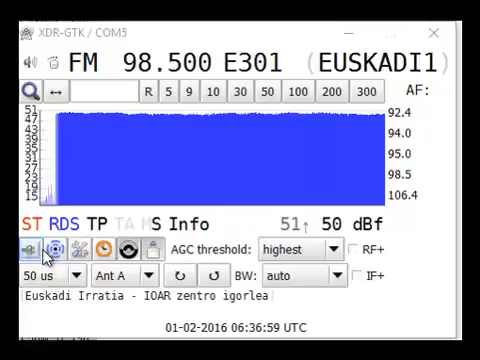 XDR-GTK / COM5
FM 98.500 E301 (EUSKADI1)
R 5 9 10 30 50 100 200 300 AF:
51
47
43
39
35
31
27
23
19
15
92.4
94.0
95.0
98.5
106.4
ST RDS TP TA MS Info 51↑ 50 dBf
AGC threshold: highest RF+
50 us Ant A BW: auto IF+
Euskadi Irratia - IOAR zentro igorlea
01-02-2016 06:36:59 UTC